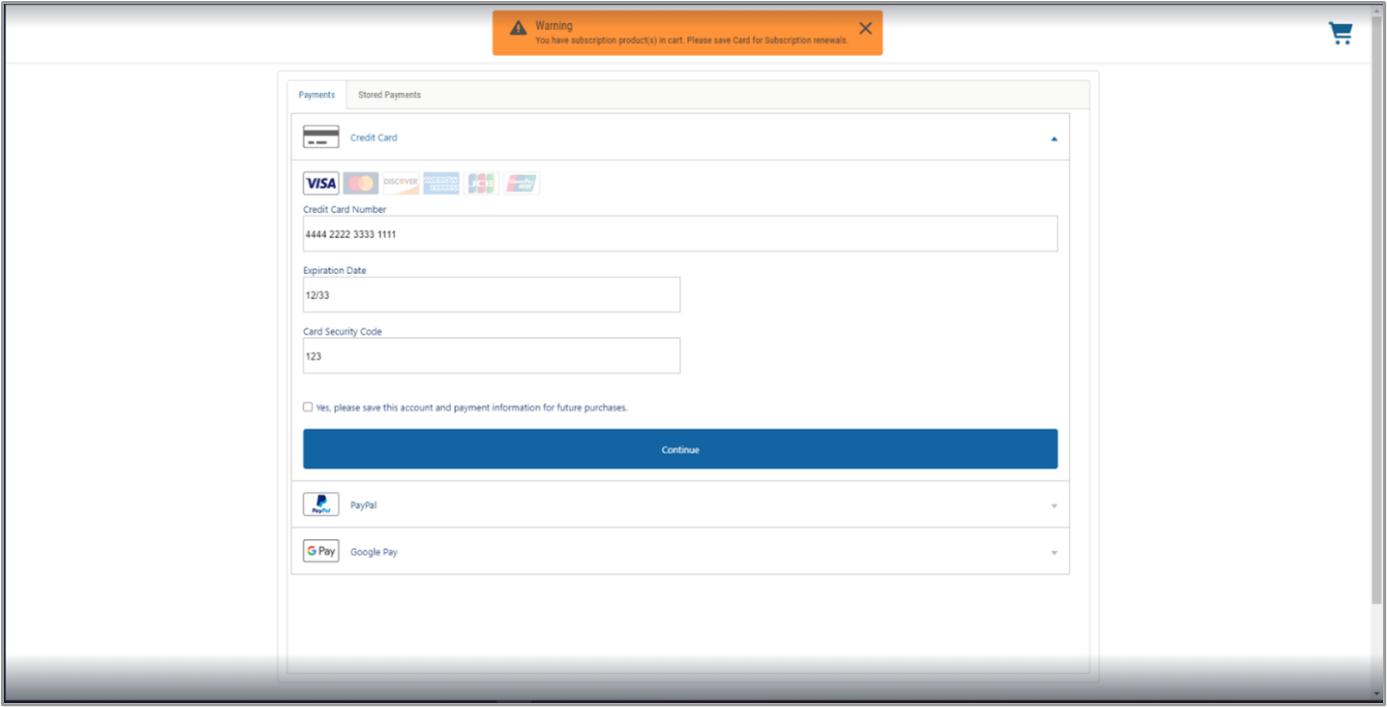 Warning
You have subscription product(s) in cart. Please save Card for Subscription renewals.
Payments
Stored Payments
Credit Card
VISA DISCOVER AMERICAN EXPRESS JCB
Credit Card Number
4444 2222 3333 1111
Expiration Date
12/33
Card Security Code
123
Yes, please save this account and payment information for future purchases.
Continue
PayPal PayPal
G Pay Google Pay